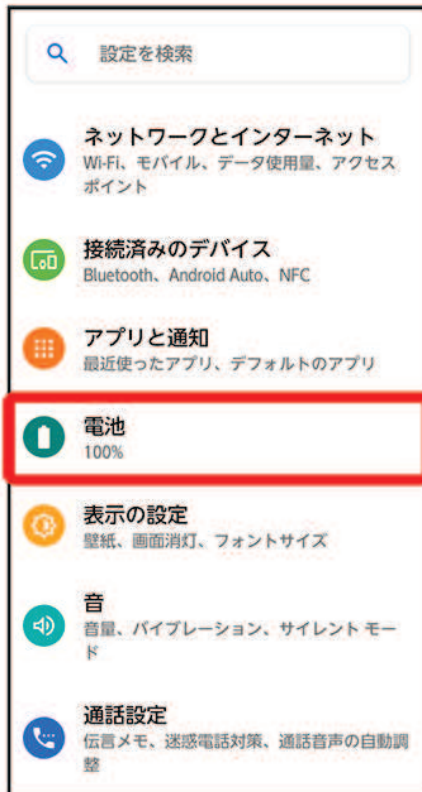 設定を検索
ネットワークとインターネット
Wi-Fi、モバイル、データ使用量、アクセス
ポイント
接続済みのデバイス
Bluetooth、Android Auto、NFC
アプリと通知
最近使ったアプリ、デフォルトのアプリ
電池
100%
表示の設定
壁紙、画面消灯、フォントサイズ
音
音量、バイブレーション、サイレント モー
ド
通話設定
伝言メモ、迷惑電話対策、通話音声の自動調
整